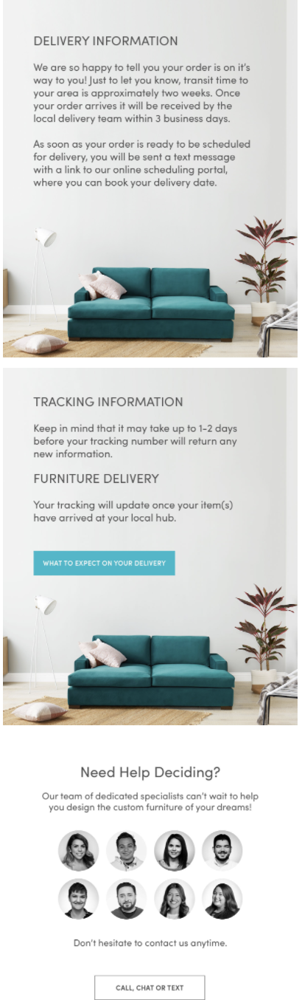 DELIVERY INFORMATION
We are so happy to tell you your order is on it's
way to you! Just to let you know, transit time to
your area is approximately two weeks. Once
your order arrives it will be received by the
local delivery team within 3 business days.
As soon as your order is ready to be scheduled
for delivery, you will be sent a text message
with a link to our online scheduling portal,
where you can book your delivery date.
TRACKING INFORMATION
Keep in mind that it may take up to 1-2 days
before your tracking number will return any
new information.
FURNITURE DELIVERY
Your tracking will update once your item(s)
have arrived at your local hub.
WHAT TO EXPECT ON YOUR DELIVERY
Need Help Deciding?
Our team of dedicated specialists can't wait to help
you design the custom furniture of your dreams!
Don't hesitate to contact us anytime.
CALL, CHAT OR TEXT